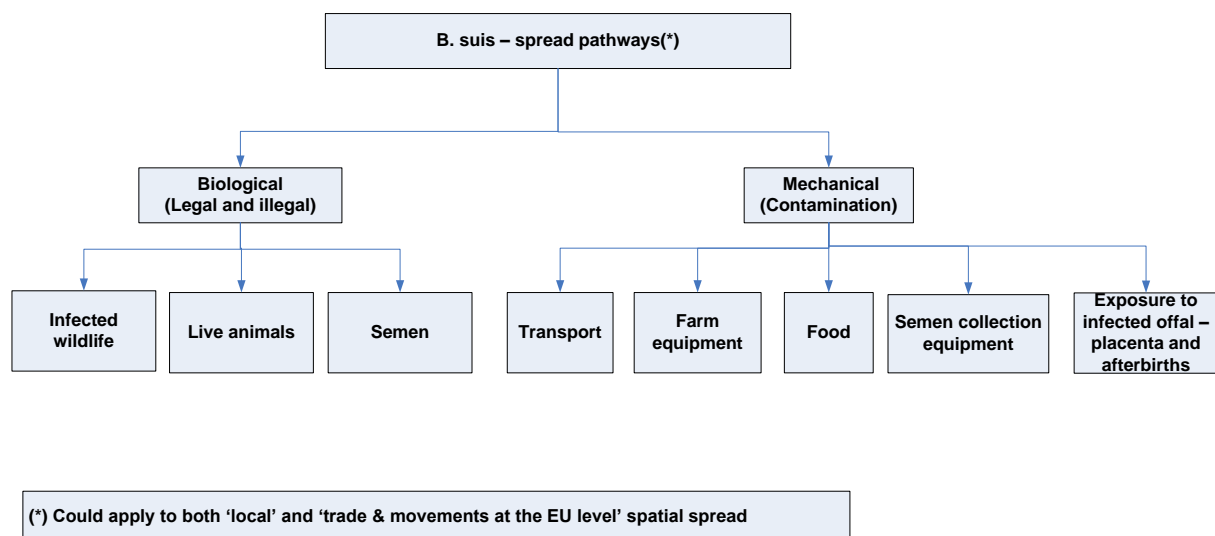 B. suis – spread pathways(*)
Biological
(Legal and illegal)
Mechanical
(Contamination)
Infected
wildlife
Live animals
Semen
Transport
Farm
equipment
Food
Semen collection
equipment
Exposure to
infected offal –
placenta and
afterbirths
(*) Could apply to both ‘local’ and ‘trade & movements at the EU level’ spatial spread